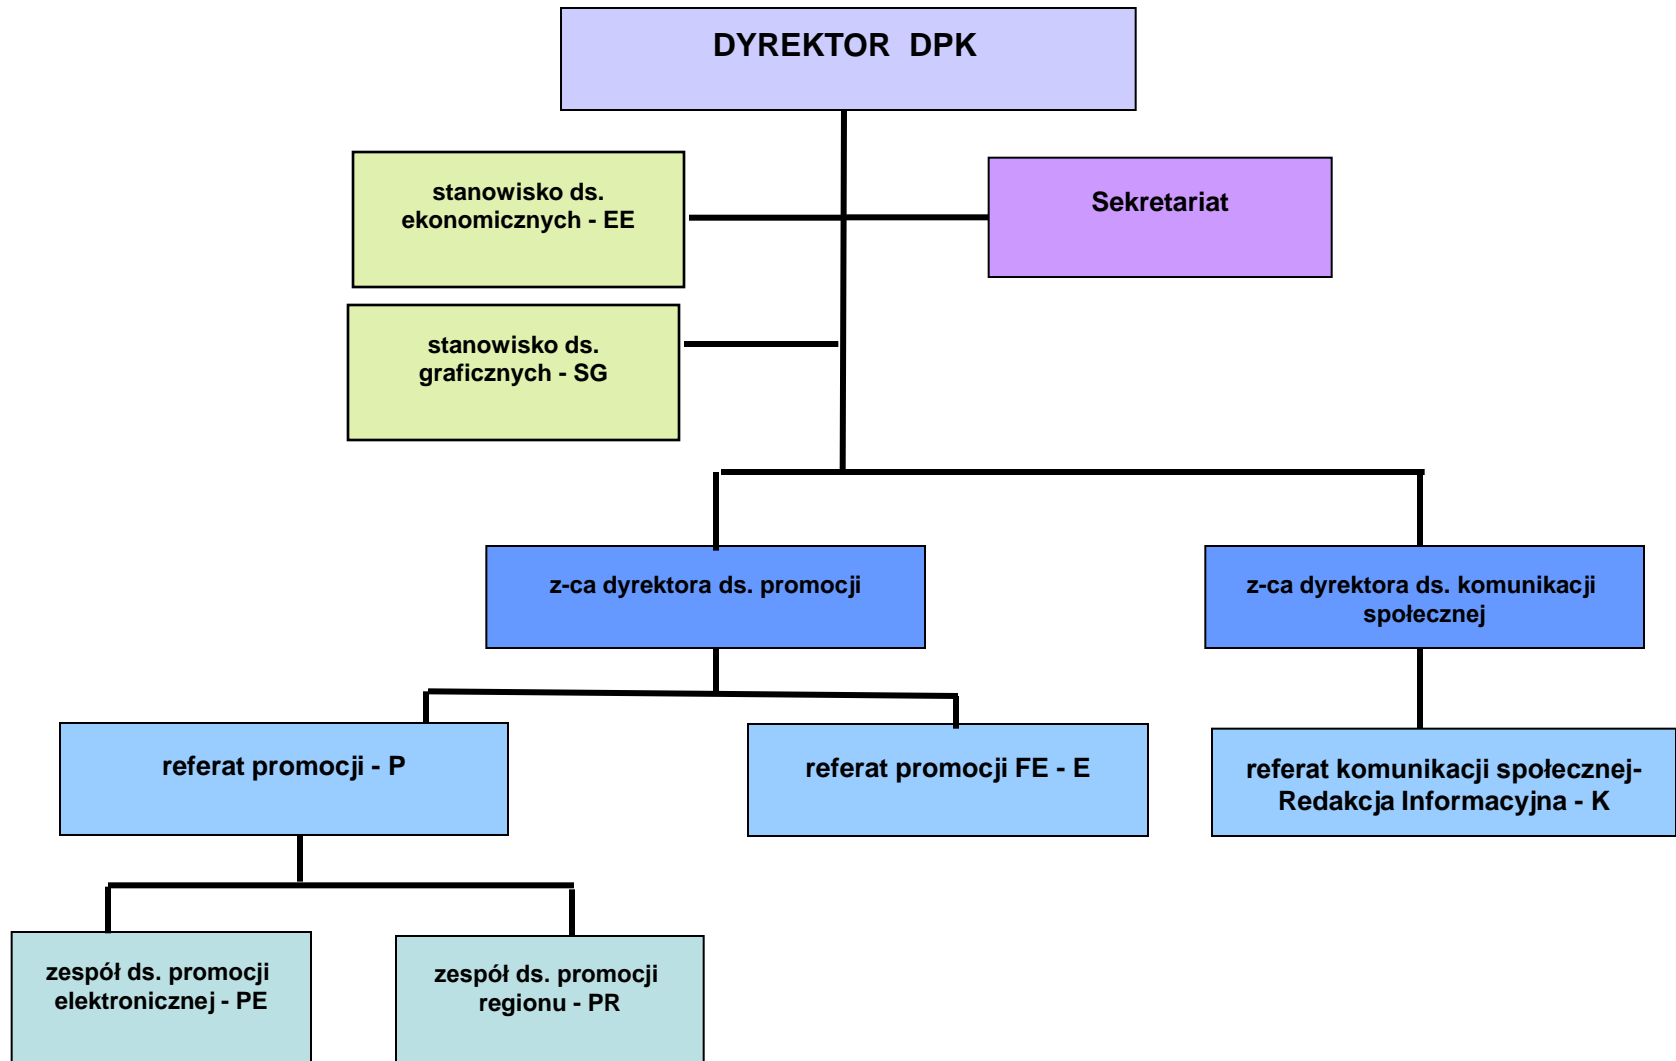 DYREKTOR  DPK
stanowisko ds.
ekonomicznych - EE
Sekretariat
stanowisko ds.
graficznych - SG
z-ca dyrektora ds. promocji
z-ca dyrektora ds. komunikacji
społecznej
referat promocji - P
referat promocji FE - E
referat komunikacji społecznej-
Redakcja Informacyjna - K
zespół ds. promocji
elektronicznej - PE
zespół ds. promocji
regionu - PR